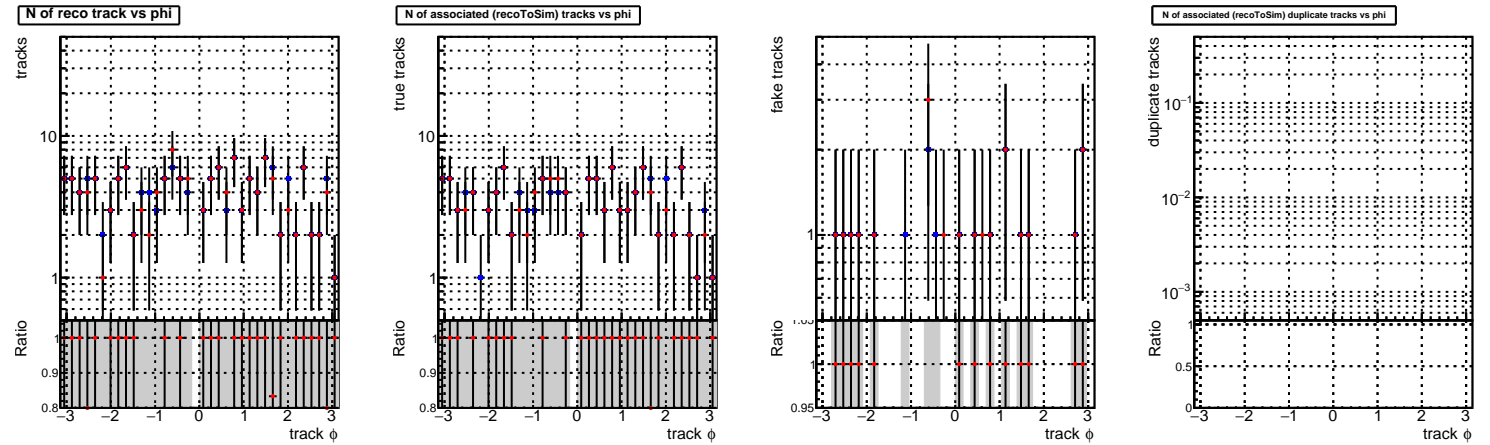 N of reco track vs phi
tracks
10
1
Ratio
1
0.9
0.8
−3 −2 −1 0 1 2 3
track ϕ
N of associated (recoToSim) tracks vs phi
true tracks
10
1
Ratio
1
0.9
0.8
−3 −2 −1 0 1 2 3
track ϕ
fake tracks
1
Ratio
1
0.95
−3 −2 −1 0 1 2 3
track ϕ
N of associated (recoToSim) duplicate tracks vs phi
duplicate tracks
10−1
10−2
10−3
Ratio
1
0.5
0
−3 −2 −1 0 1 2 3
track ϕ